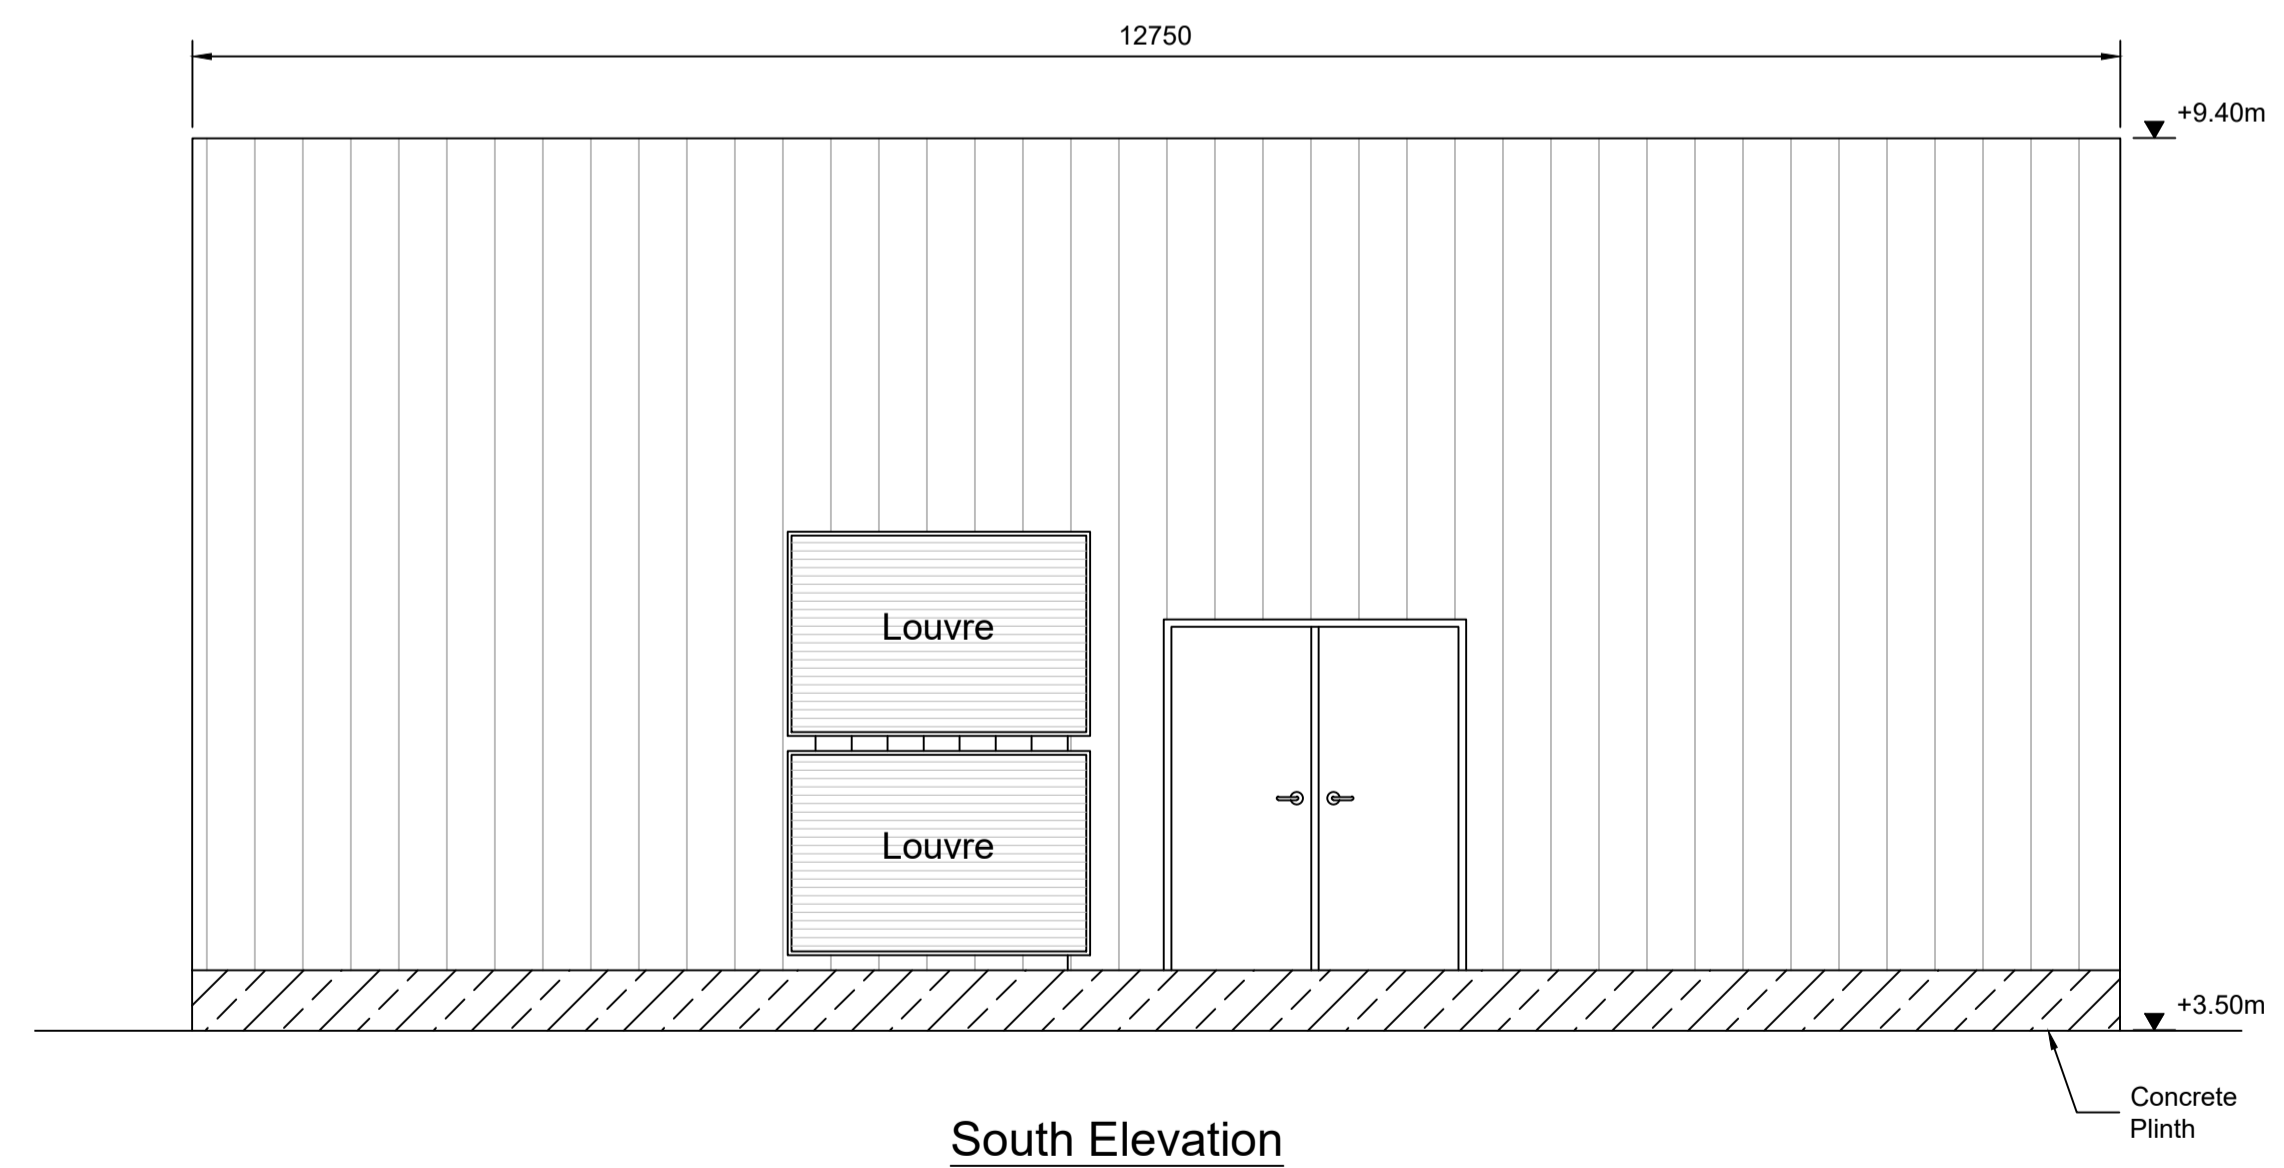 12750
+9.40m
Louvre
Louvre
+3.50m
Concrete
Plinth
South Elevation